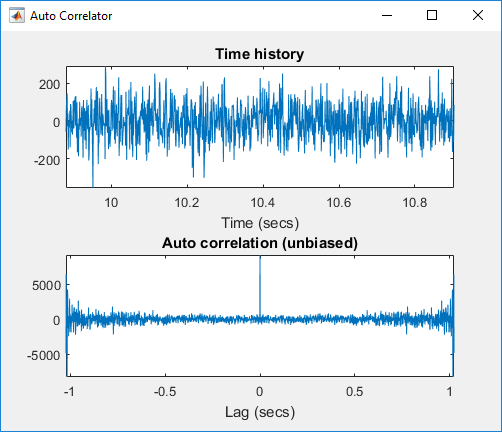 Auto Correlator
Time history
200
0
-200
10 10.2 10.4 10.6 10.8
Time (secs)
Auto correlation (unbiased)
5000
0
-5000
-1 -0.5 0 0.5 1
Lag (secs)